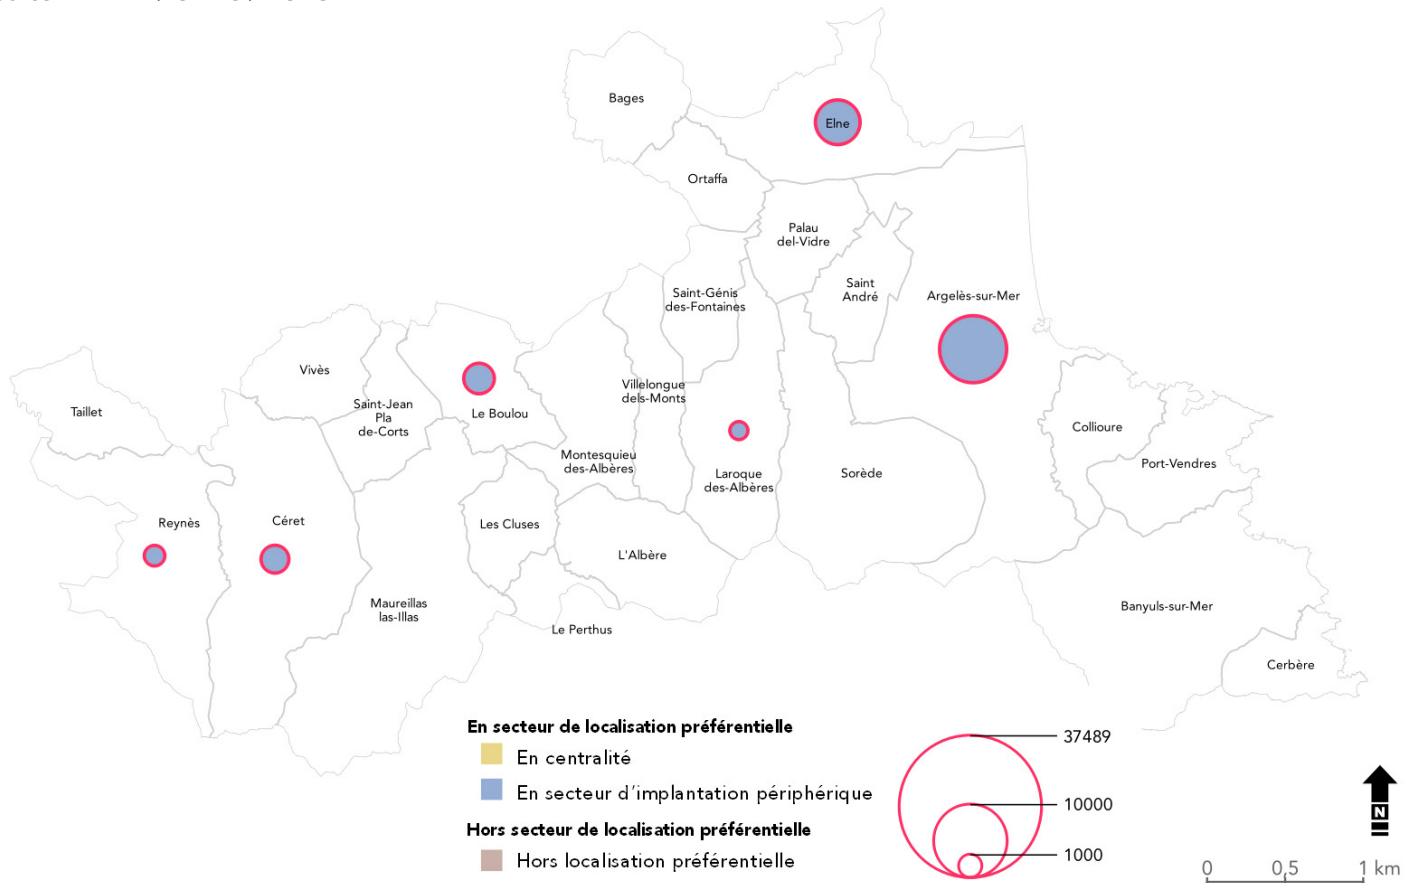 Bages
Elne
Ortaffa
Palau
del-Vidre
Saint
André
Saint-Génis
des-Fontaines
Argelès-sur-Mer
Vivès
Taillet
Saint-Jean
Pla
de-Corts
Le Boulou
Villelongue
dels-Monts
Collioure
Port-Vendres
Montesquieu
des-Albères
Laroque
des-Albères
Sorède
Reynès
Céret
Les Cluses
L'Albère
Maureillas
las-Illas
Le Perthus
Banyuls-sur-Mer
Cerbère
En secteur de localisation préférentielle
En centralité
En secteur d'implantation périphérique
Hors secteur de localisation préférentielle
Hors localisation préférentielle
37489
10000
1000
N
0 0,5 1 km